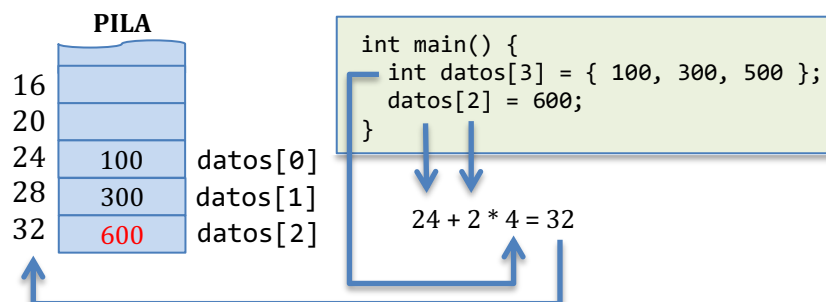 PILA
16
20
24 100 datos[0]
28 300 datos[1]
32 600 datos[2]
int main() {
int datos[3] = { 100, 300, 500 };
datos[2] = 600;
}
24 + 2 * 4 = 32